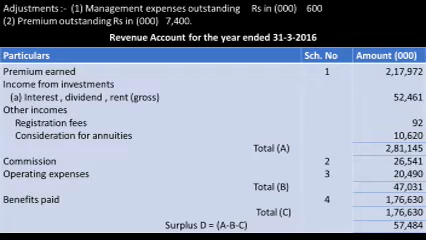 Adjustments :- (1) Management expenses outstanding Rs in (000) 600
(2) Premium outstanding Rs in (000) 7,400.
Revenue Account for the year ended 31-3-2016
Particulars Sch. No Amount (000)
Premium earned 1 2,17,972
Income from investments
(a) Interest , dividend , rent (gross) 52,461
Other incomes
Registration fees 92
Consideration for annuities 10,620
Total (A) 2,81,145
Commission 2 26,541
Operating expenses 3 20,490
Total (B) 47,031
Benefits paid 4 1,76,630
Total (C) 1,76,630
Surplus D = (A-B-C) 57,484